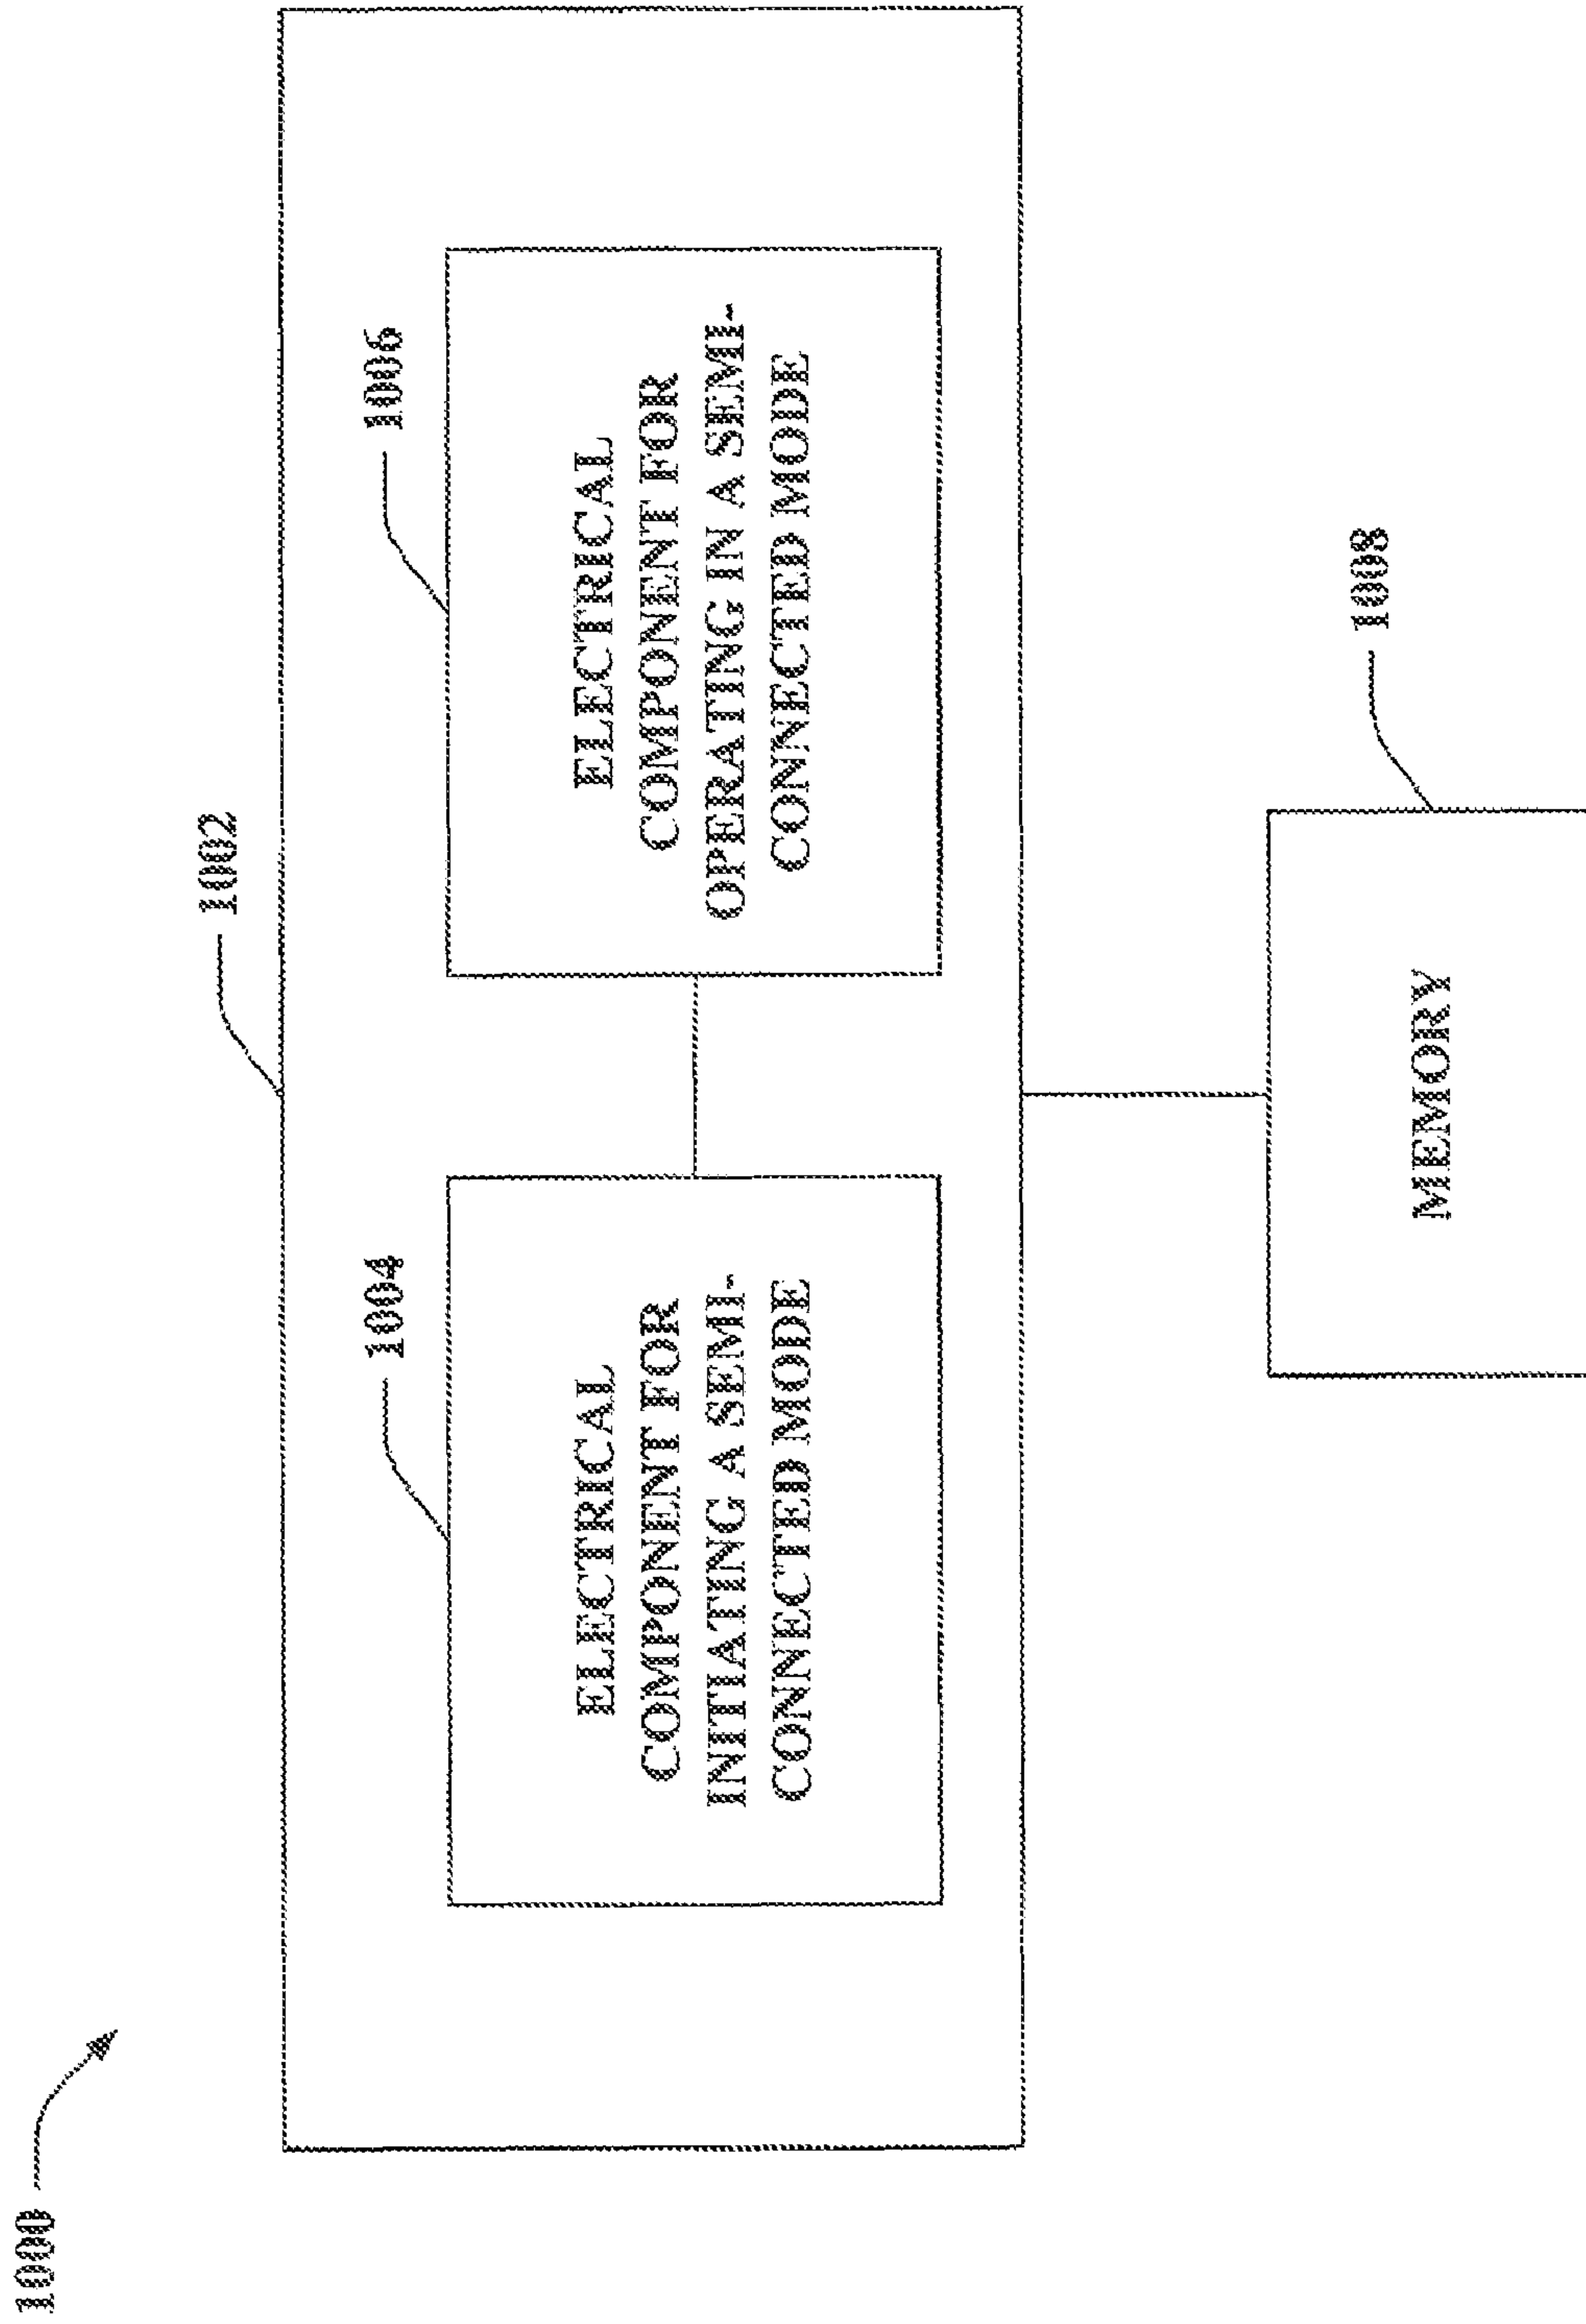 1000
1002
1004
ELECTRICAL
COMPONENT FOR
INITIATING A SEMI-
CONNECTED MODE
1006
ELECTRICAL
COMPONENT FOR
OPERATING IN A SEMI-
CONNECTED MODE
1008
MEMORY